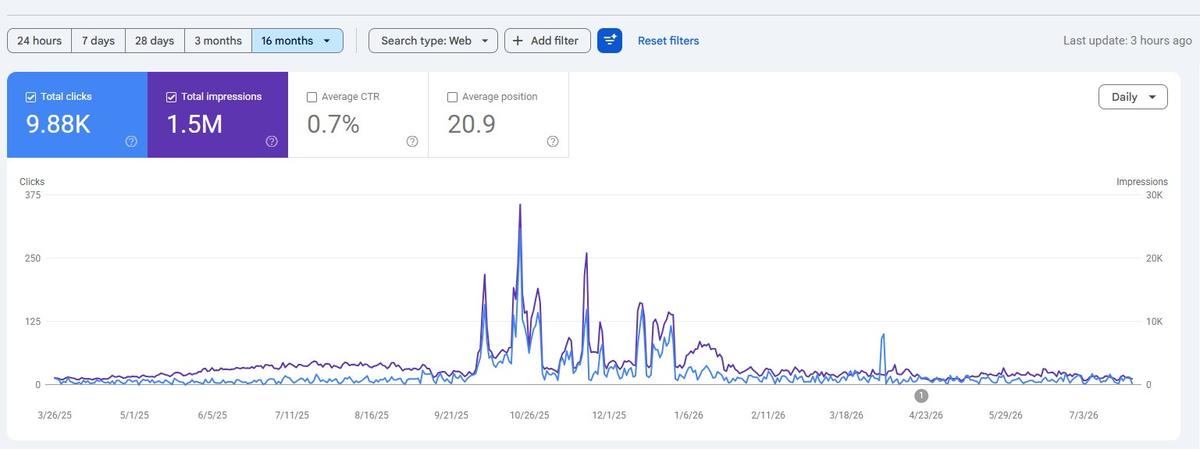 24 hours 7 days 28 days 3 months 16 months Search type: Web Add filter Reset filters Last update: 3 hours ago
Total clicks Total impressions Average CTR Average position Daily
9.88K 1.5M 0.7% 20.9
Clicks Impressions
375 30K
250 20K
125 10K
0 0
1
3/26/25 5/1/25 6/5/25 7/11/25 8/16/25 9/21/25 10/26/25 12/1/25 1/6/26 2/11/26 3/18/26 4/23/26 5/29/26 7/3/26